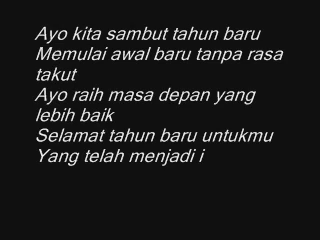 Ayo kita sambut tahun baru
Memulai awal baru tanpa rasa
takut
Ayo raih masa depan yang
lebih baik
Selamat tahun baru untukmu
Yang telah menjadi i